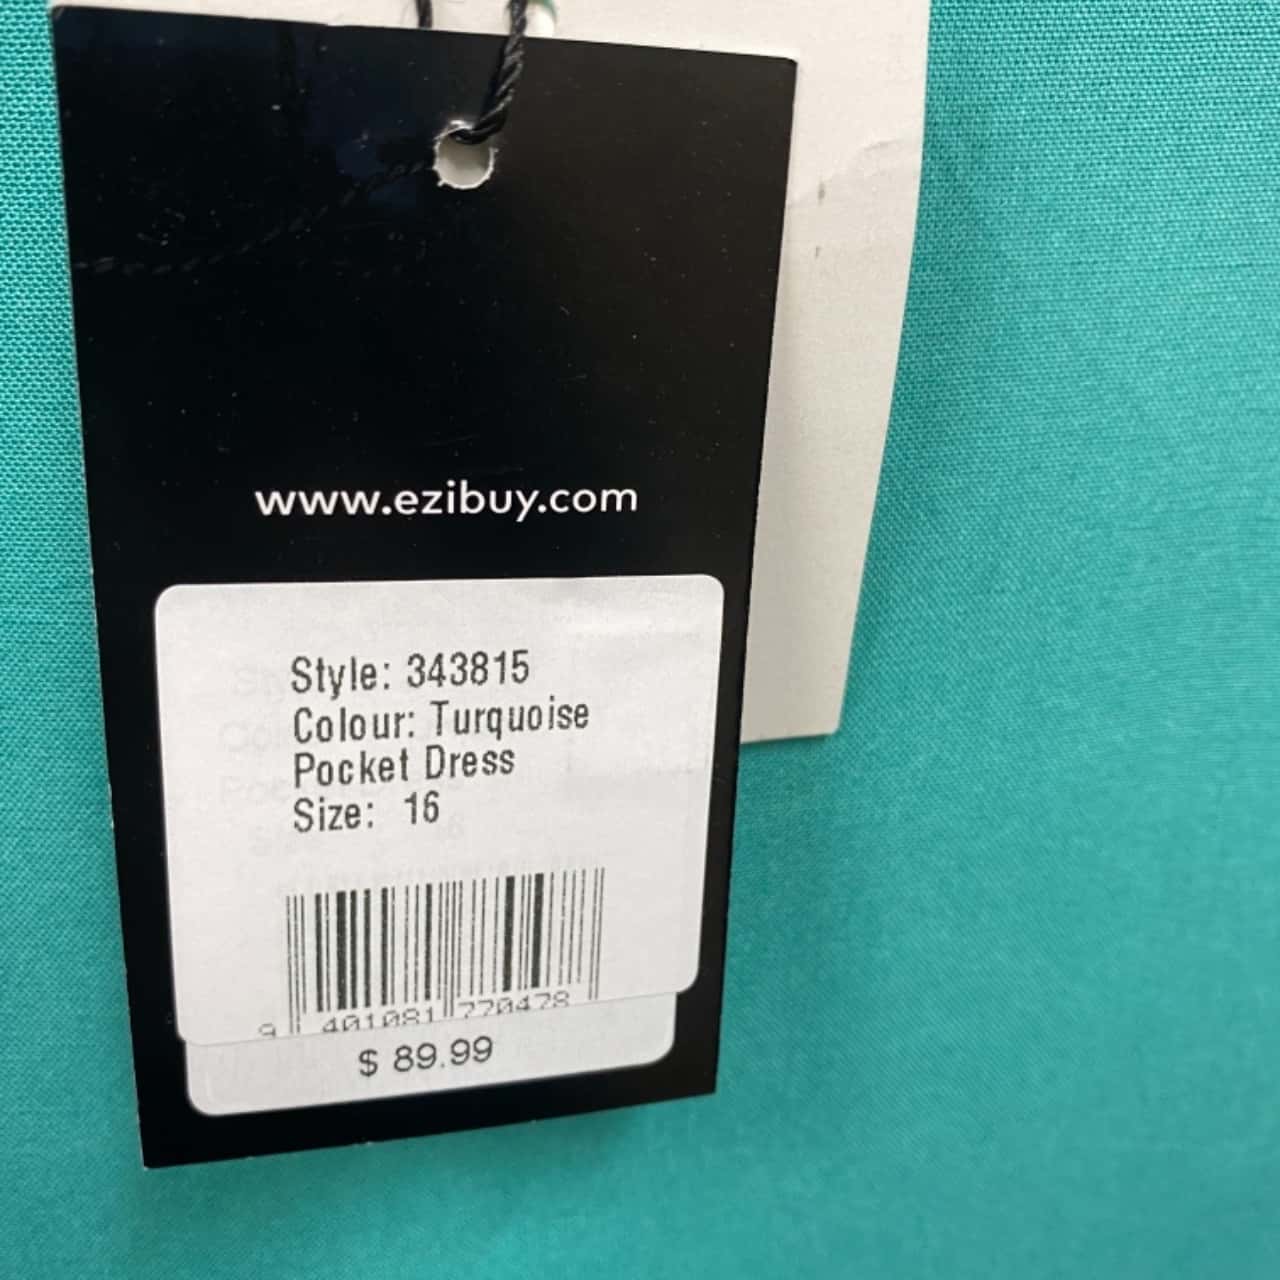 www.ezibuy.com
Style: 343815
Colour: Turquoise
Pocket Dress
Size: 16
9 401081 770478
$ 89.99